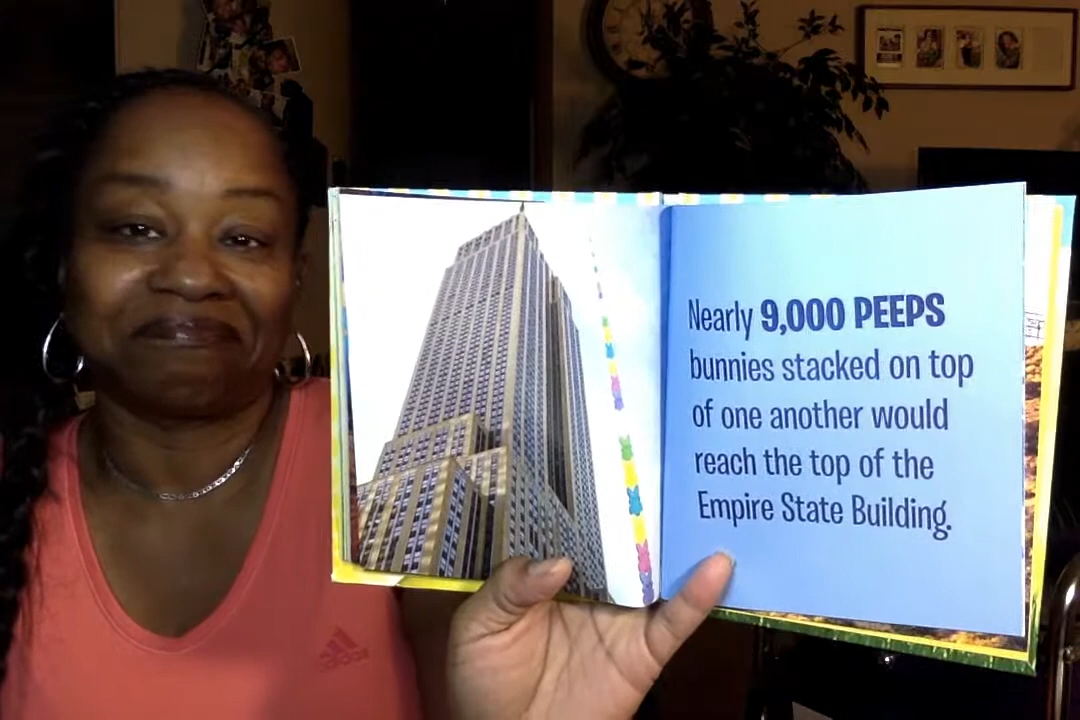 Nearly 9,000 PEEPS
bunnies stacked on top
of one another would
reach the top of the
Empire State Building.
adidas